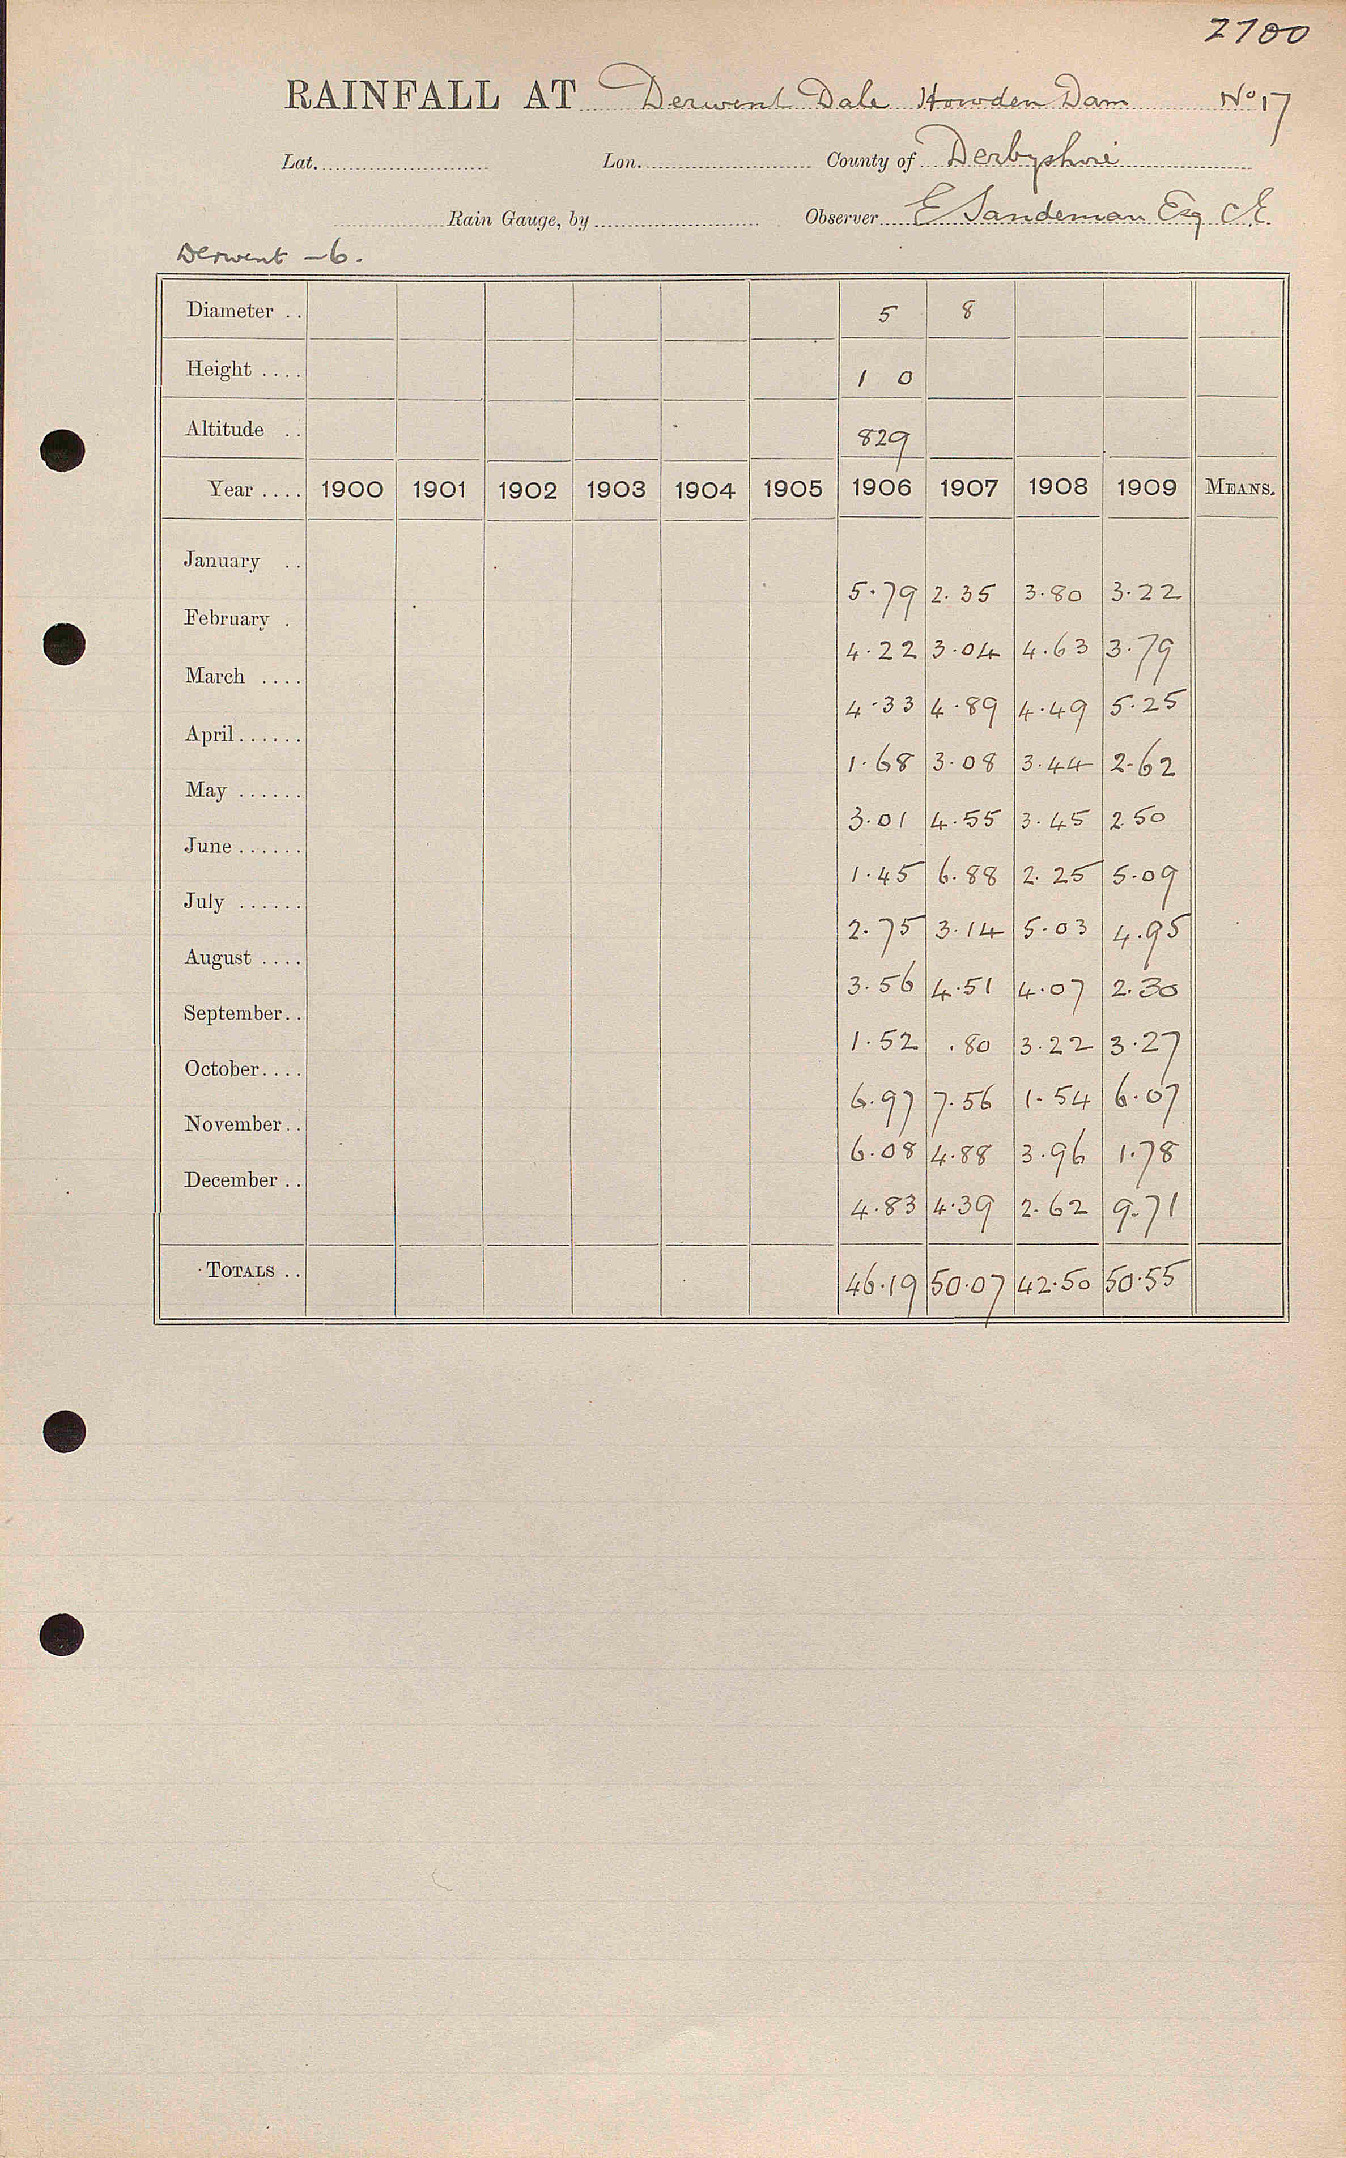 2700
RAINFALL AT Derwent Dale Howden Dam No 17
Lat. Lon. County of Derbyshire
Rain Gauge, by Observer E Sandeman Esq CE
Derwent - 6.
Diameter .. 5 8
Height .... 1 0
Altitude .. 829
Year .... 1900 1901 1902 1903 1904 1905 1906 1907 1908 1909 MEANS.
January .. 5.79 2.35 3.80 3.22
February . 4.22 3.04 4.63 3.79
March .... 4.33 4.89 4.49 5.25
April...... 1.68 3.08 3.44 2.62
May ...... 3.01 4.55 3.45 2 50
June ...... 1.45 6.88 2.25 5.09
July ...... 2.75 3.14 5.03 4.95
August .... 3.56 4.51 4.07 2.30
September.. 1.52 .80 3.22 3.27
October.... 6.97 7.56 1.54 6.07
November.. 6.08 4.88 3.96 1.78
December .. 4.83 4.39 2.62 9.71
TOTALS .. 46.19 50.07 42.50 50.55